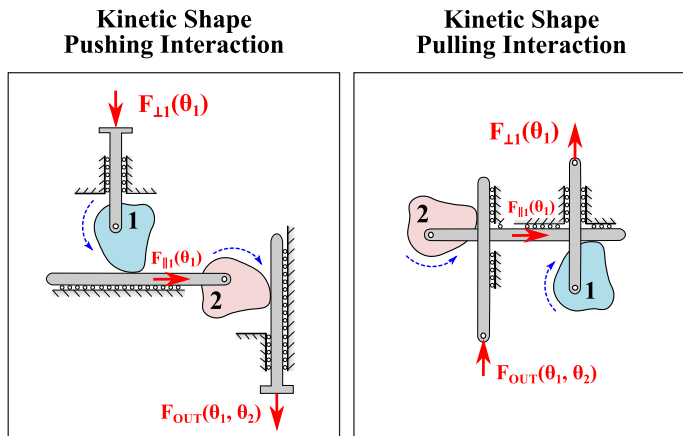 Kinetic Shape
Pushing Interaction
F⊥1(θ1)
1
F||1(θ1)
2
FOUT(θ1, θ2)
Kinetic Shape
Pulling Interaction
F⊥1(θ1)
2
F||1(θ1)
1
FOUT(θ1, θ2)